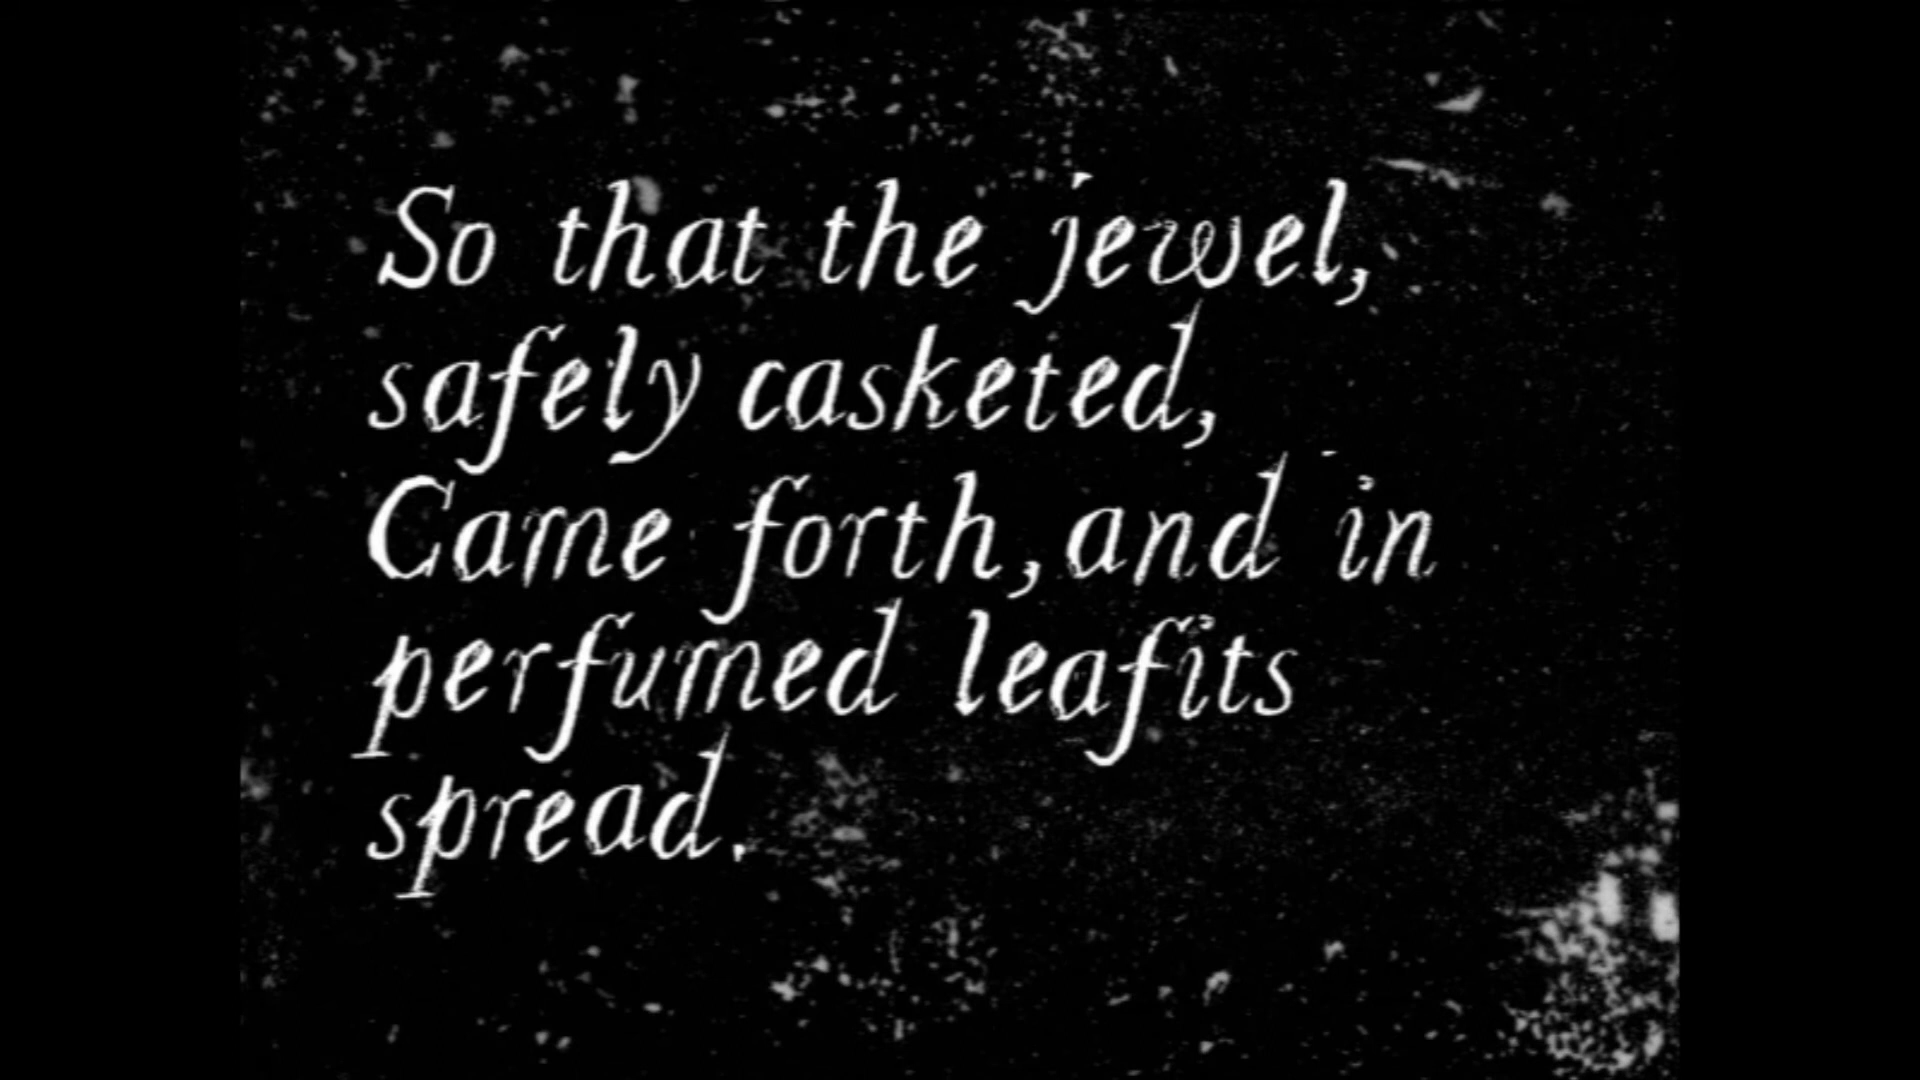 So that the jewel,
safely casketed,
Came forth, and in
perfumed leafits
spread.